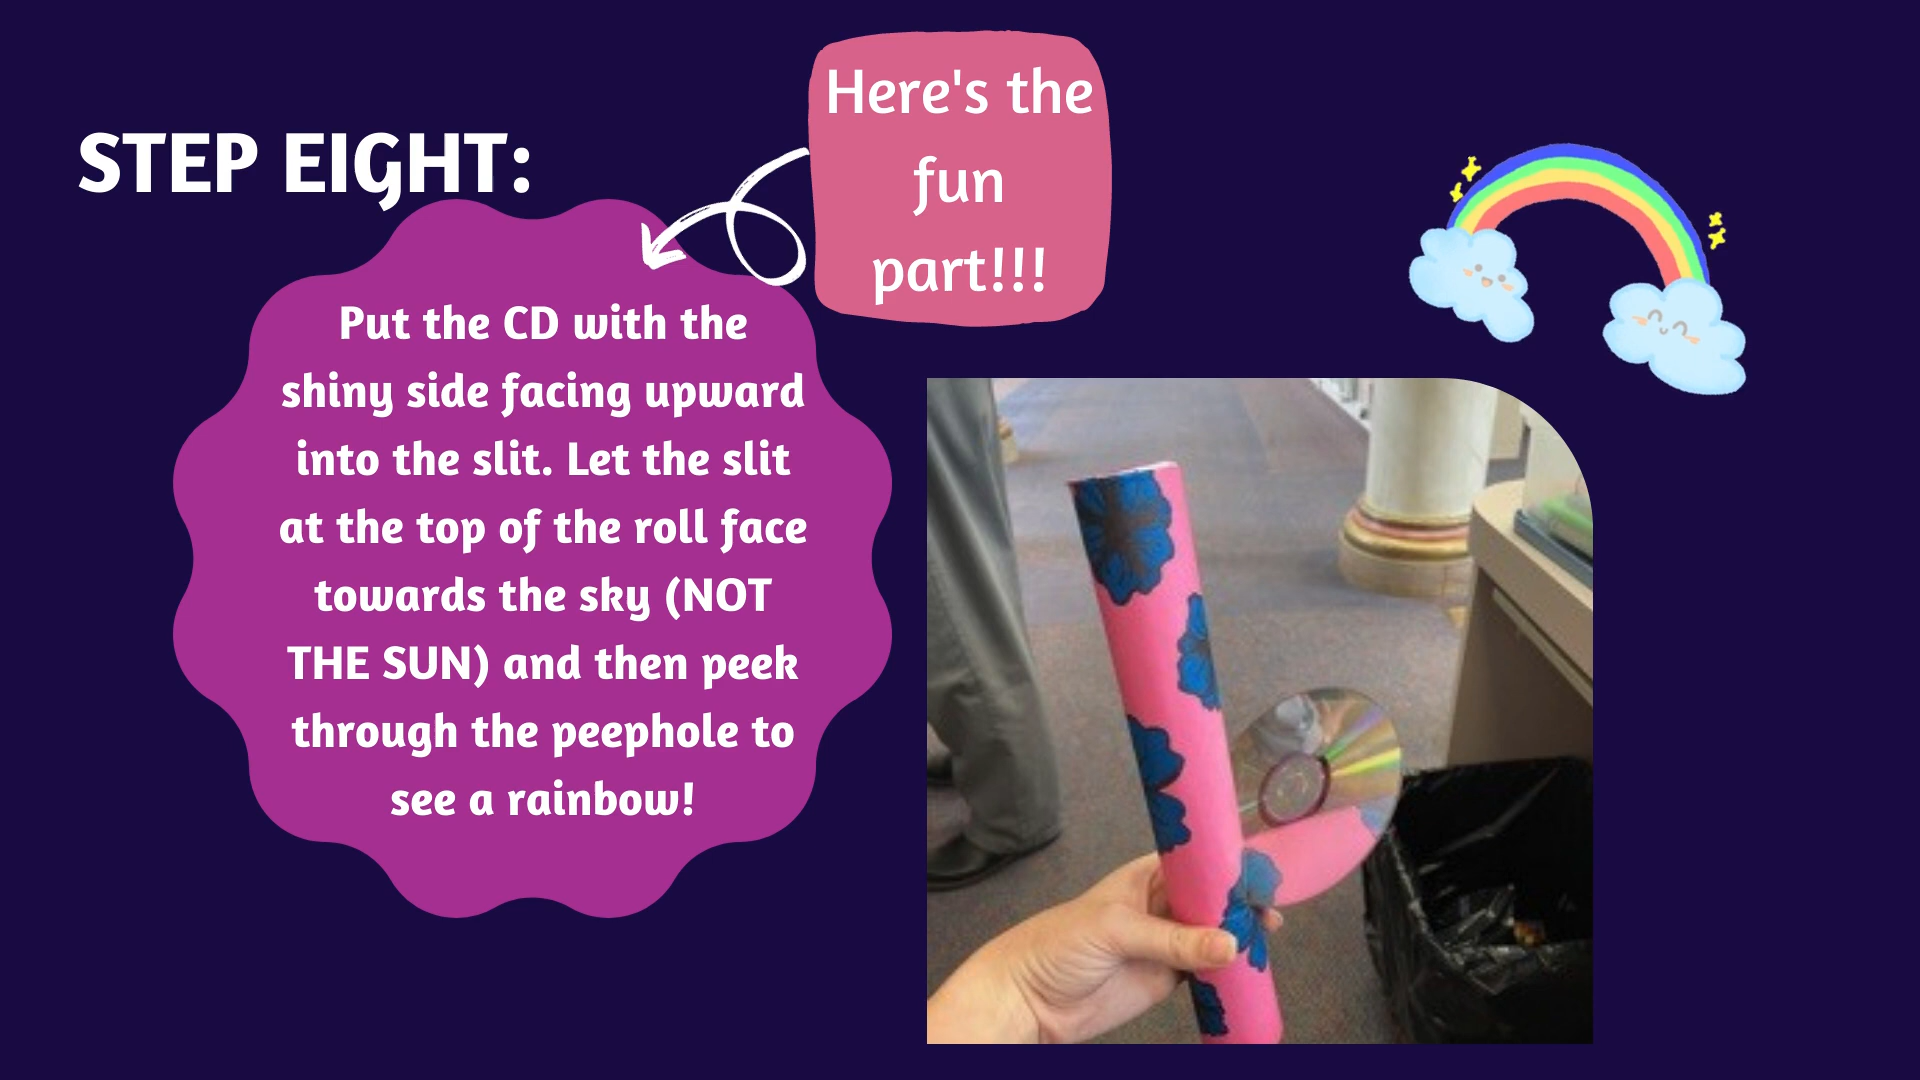 STEP EIGHT:
Here's the
fun
part!!!
Put the CD with the
shiny side facing upward
into the slit. Let the slit
at the top of the roll face
towards the sky (NOT
THE SUN) and then peek
through the peephole to
see a rainbow!